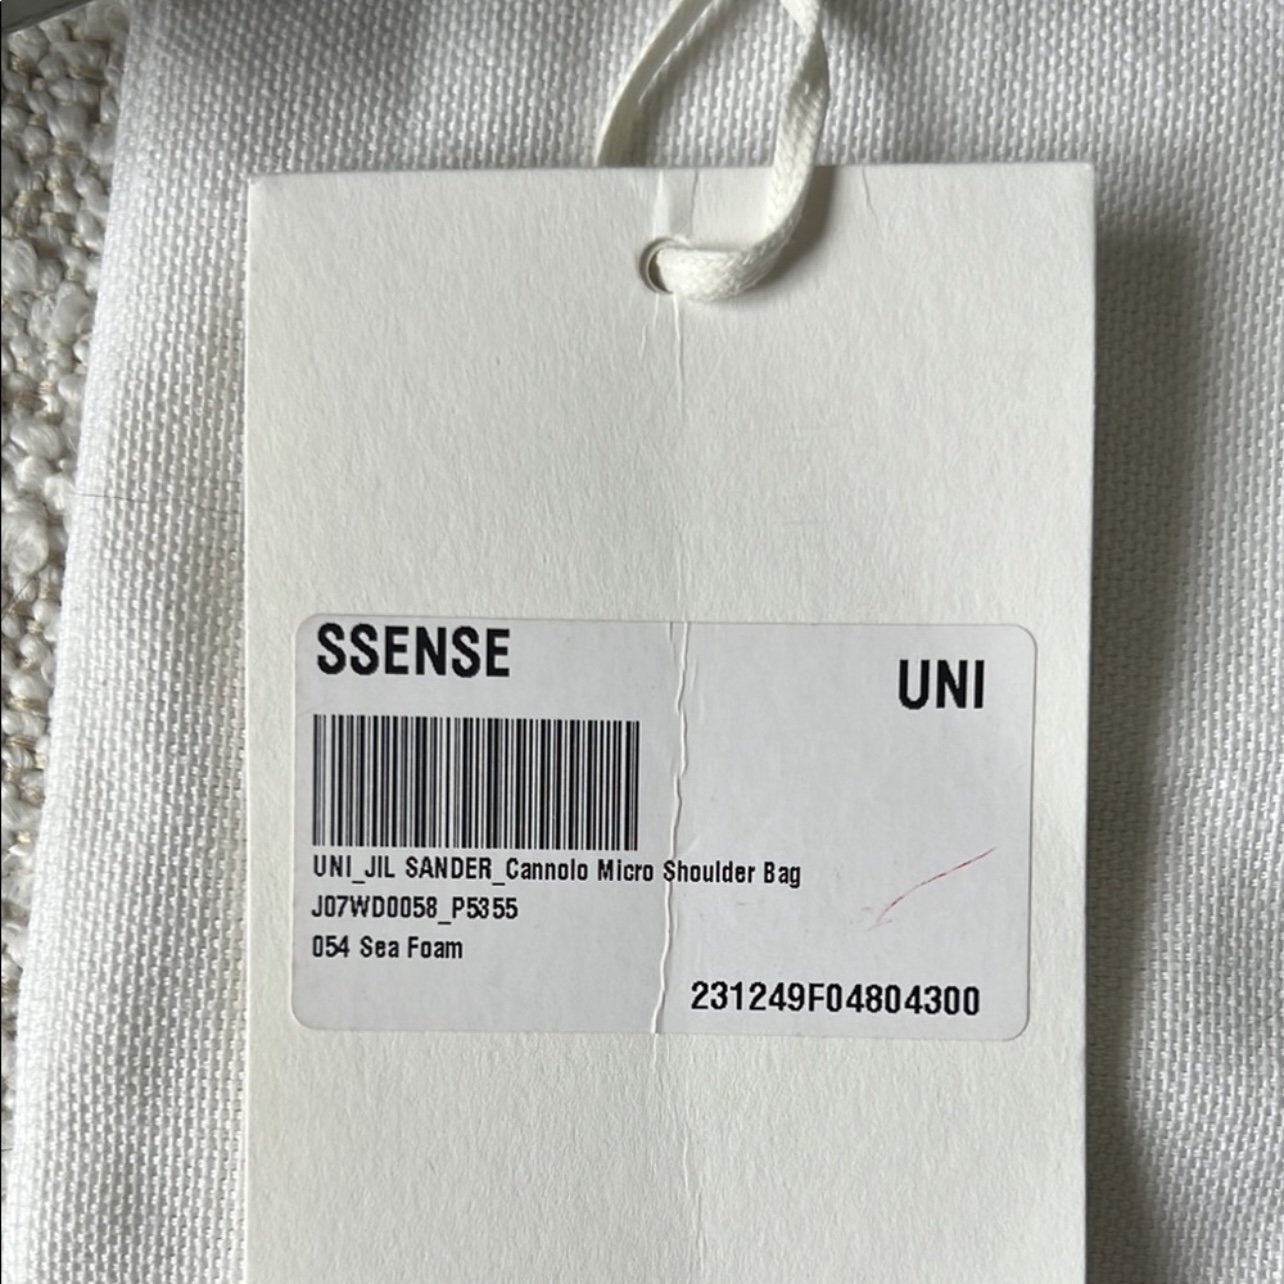 SSENSE
UNI
UNI_JIL SANDER_Cannolo Micro Shoulder Bag
J07WD0058_P5355
054 Sea Foam
231249F04804300